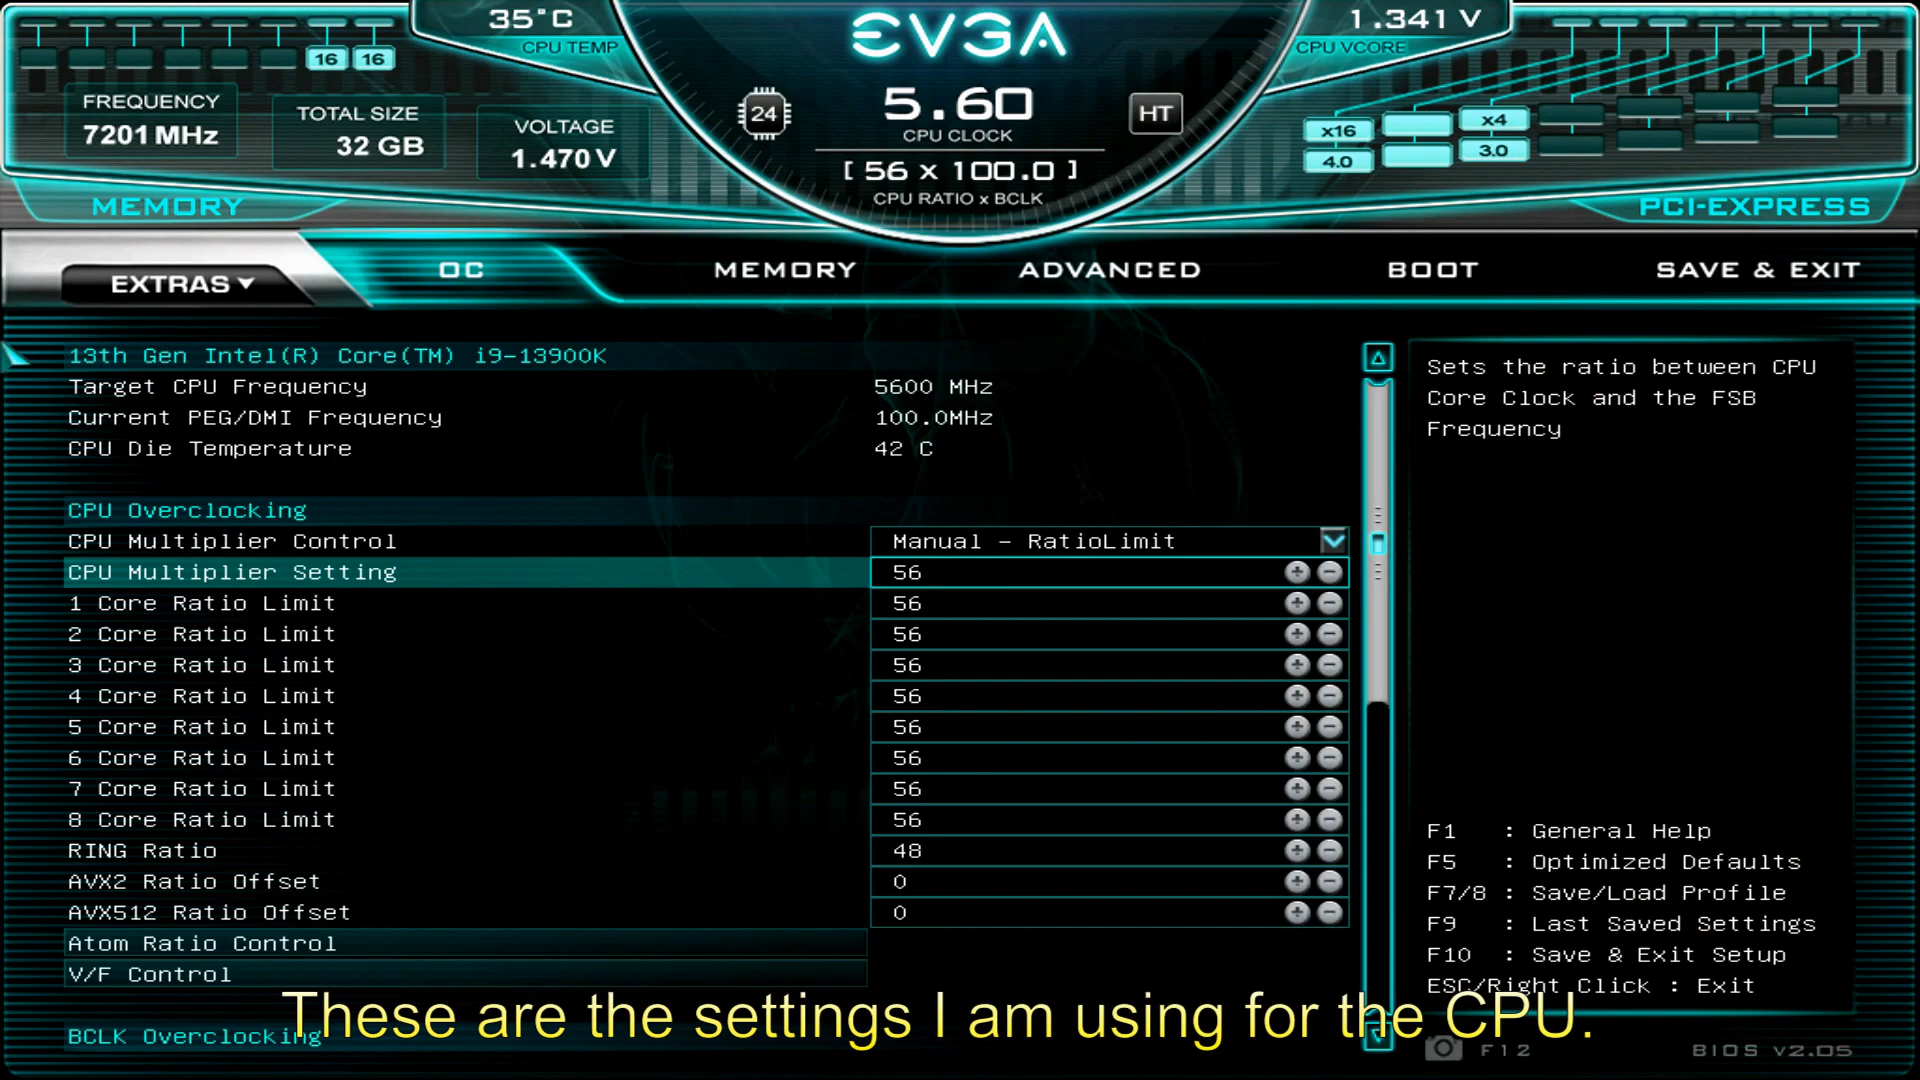 35°C
CPU TEMP
EVGA
1.341 V
CPU VCORE
16 16
FREQUENCY
7201 MHz
TOTAL SIZE
32 GB
VOLTAGE
1.470 V
24
5.60
CPU CLOCK
HT
[ 56 x 100.0 ]
CPU RATIO x BCLK
x16
4.0
x4
3.0
MEMORY
PCI-EXPRESS
EXTRAS
OC
MEMORY
ADVANCED
BOOT
SAVE & EXIT
13th Gen Intel(R) Core(TM) i9-13900K
Target CPU Frequency 5600 MHz
Current PEG/DMI Frequency 100.0MHz
CPU Die Temperature 42 C
CPU Overclocking
CPU Multiplier Control Manual - RatioLimit
CPU Multiplier Setting 56
1 Core Ratio Limit 56
2 Core Ratio Limit 56
3 Core Ratio Limit 56
4 Core Ratio Limit 56
5 Core Ratio Limit 56
6 Core Ratio Limit 56
7 Core Ratio Limit 56
8 Core Ratio Limit 56
RING Ratio 48
AVX2 Ratio Offset 0
AVX512 Ratio Offset 0
Atom Ratio Control
V/F Control
BCLK Overclocking
Sets the ratio between CPU
Core Clock and the FSB
Frequency
F1 : General Help
F5 : Optimized Defaults
F7/8 : Save/Load Profile
F9 : Last Saved Settings
F10 : Save & Exit Setup
ESC/Right Click : Exit
F12
BIOS v2.05
These are the settings I am using for the CPU.